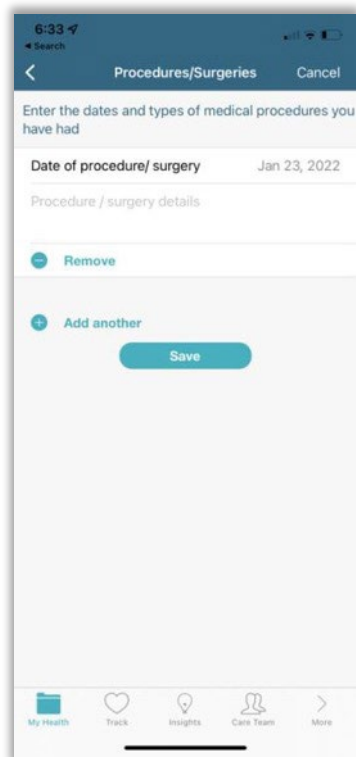 6:33
Search
Procedures/Surgeries Cancel
Enter the dates and types of medical procedures you
have had
Date of procedure/ surgery Jan 23, 2022
Procedure / surgery details
Remove
Add another
Save
My Health Track Insights Care Team More